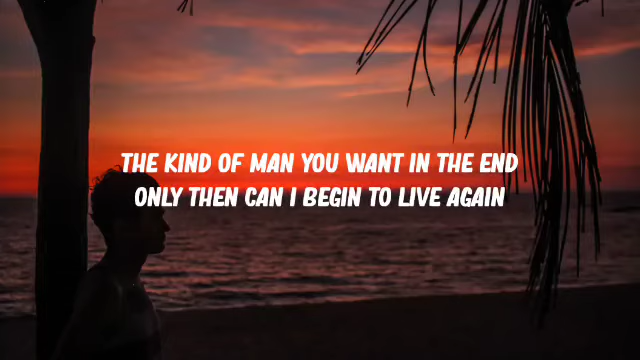 THE KIND OF MAN YOU WANT IN THE END
ONLY THEN CAN I BEGIN TO LIVE AGAIN